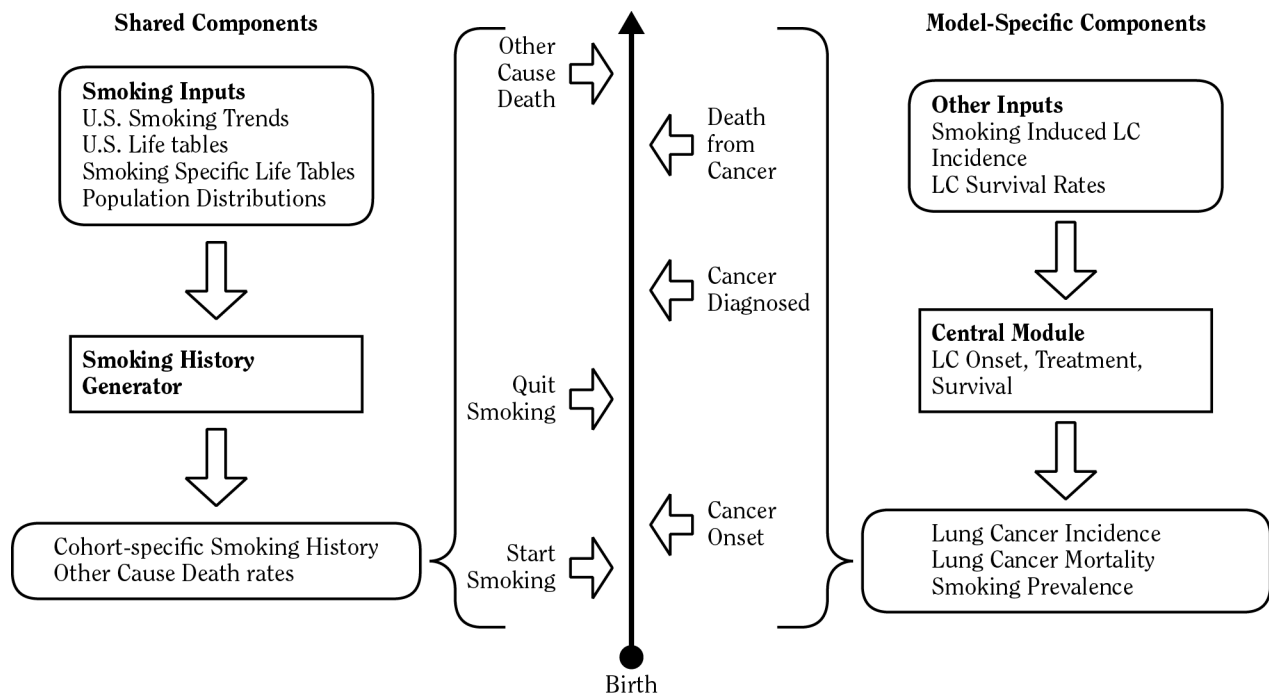 Shared Components
Smoking Inputs
U.S. Smoking Trends
U.S. Life tables
Smoking Specific Life Tables
Population Distributions
Smoking History
Generator
Cohort-specific Smoking History
Other Cause Death rates
Other
Cause
Death
Quit
Smoking
Start
Smoking
Birth
Death
from
Cancer
Cancer
Diagnosed
Cancer
Onset
Model-Specific Components
Other Inputs
Smoking Induced LC
Incidence
LC Survival Rates
Central Module
LC Onset, Treatment,
Survival
Lung Cancer Incidence
Lung Cancer Mortality
Smoking Prevalence